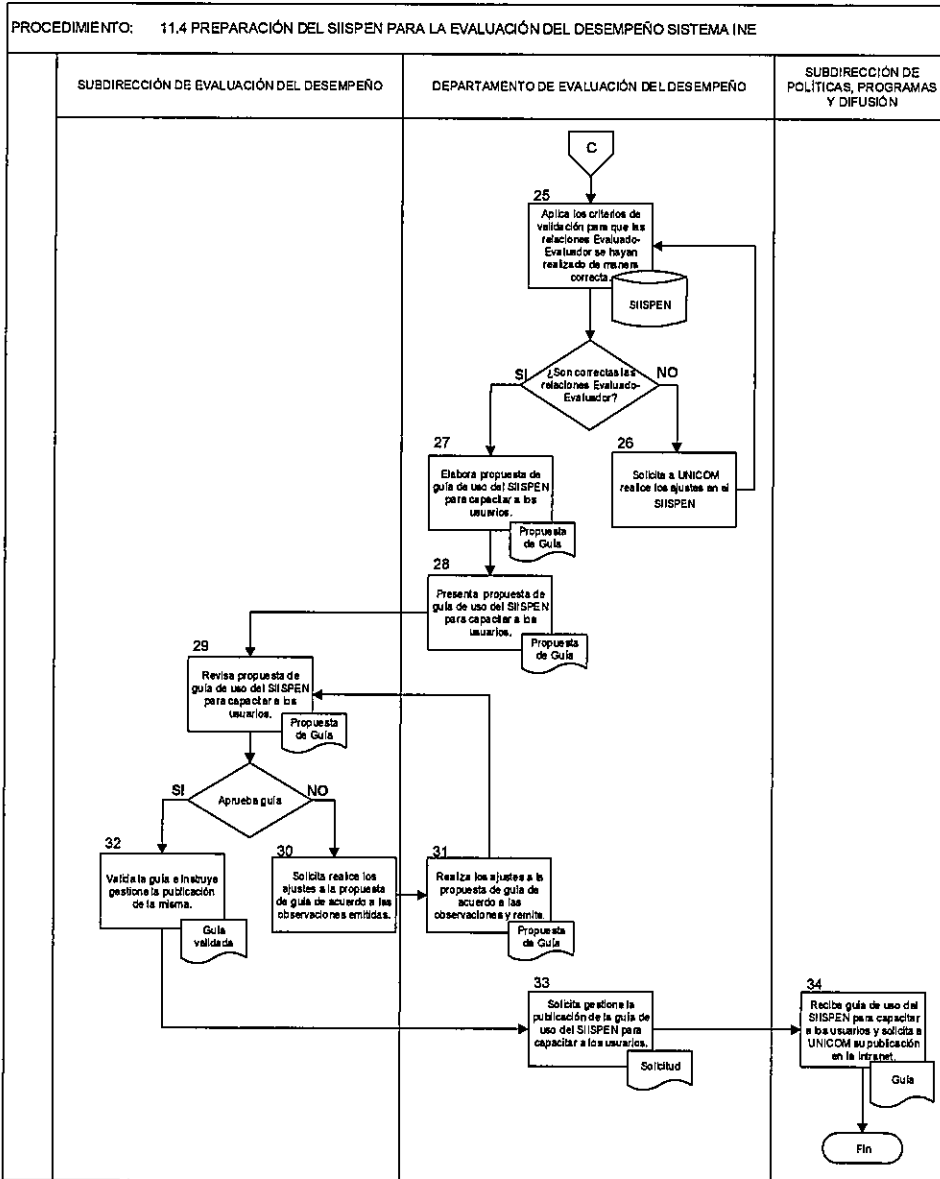 PROCEDIMIENTO: 11.4 PREPARACIÓN DEL SIISPEN PARA LA EVALUACIÓN DEL DESEMPEÑO SISTEMA INE
SUBDIRECCIÓN DE EVALUACIÓN DEL DESEMPEÑO
DEPARTAMENTO DE EVALUACIÓN DEL DESEMPEÑO
SUBDIRECCIÓN DE
POLÍTICAS, PROGRAMAS
Y DIFUSIÓN
C
25
Aplica los criterios de
validación para que las
relaciones Evaluado-
Evaluador se hayan
realizado de manera
correcta.
SIISPEN
¿Son correctas las
relaciones Evaluado-
Evaluador?
SI
NO
27
Elabora propuesta de
guía de uso del SIISPEN
para capacitar a los
usuarios.
Propuesta
de Guía
26
Solicita a UNICOM
realice los ajustes en el
SIISPEN
28
Presenta propuesta de
guía de uso del SIISPEN
para capacitar a los
usuarios.
Propuesta
de Guía
29
Revisa propuesta de
guía de uso del SIISPEN
para capacitar a los
usuarios.
Propuesta
de Guía
SI
Aprueba guía
NO
32
Valida la guía e instruye
gestione la publicación
de la misma.
Guía
validada
30
Solicita realice los
ajustes a la propuesta
de guía de acuerdo a las
observaciones emitidas.
31
Realiza los ajustes a la
propuesta de guía de
acuerdo a las
observaciones y remite.
Propuesta
de Guía
33
Solicita gestione la
publicación de la guía de
uso del SIISPEN para
capacitar a los usuarios.
Solicitud
34
Recibe guía de uso del
SIISPEN para capacitar
a los usuarios y solicita a
UNICOM su publicación
en la intranet.
Guía
Fin